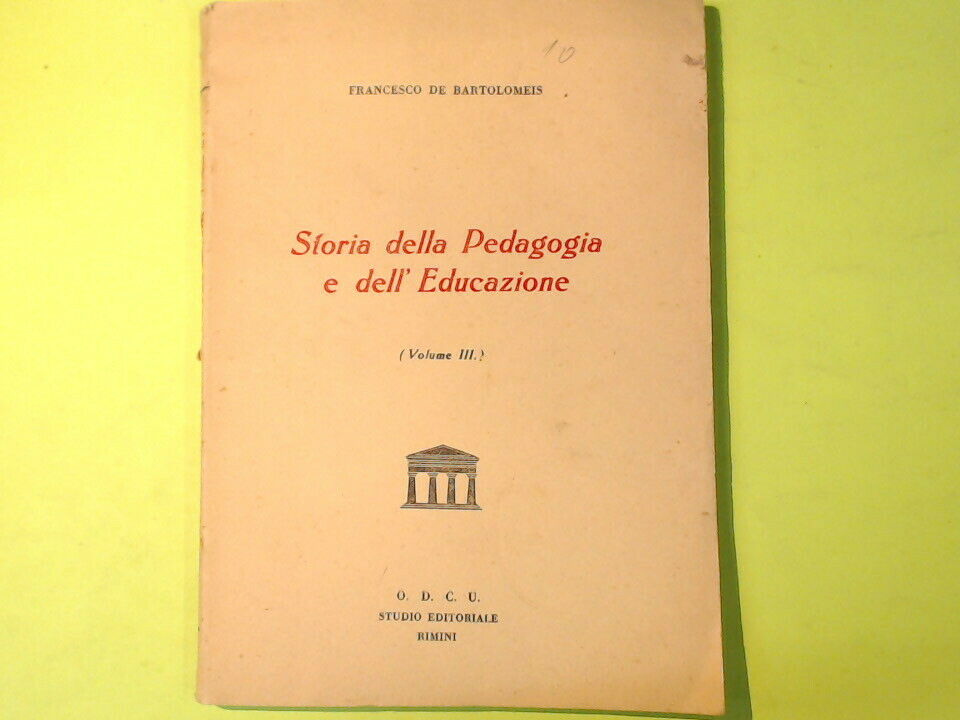 10
FRANCESCO DE BARTOLOMEIS
Storia della Pedagogia
e dell' Educazione
(Volume III.)
O. D. C. U.
STUDIO EDITORIALE
RIMINI